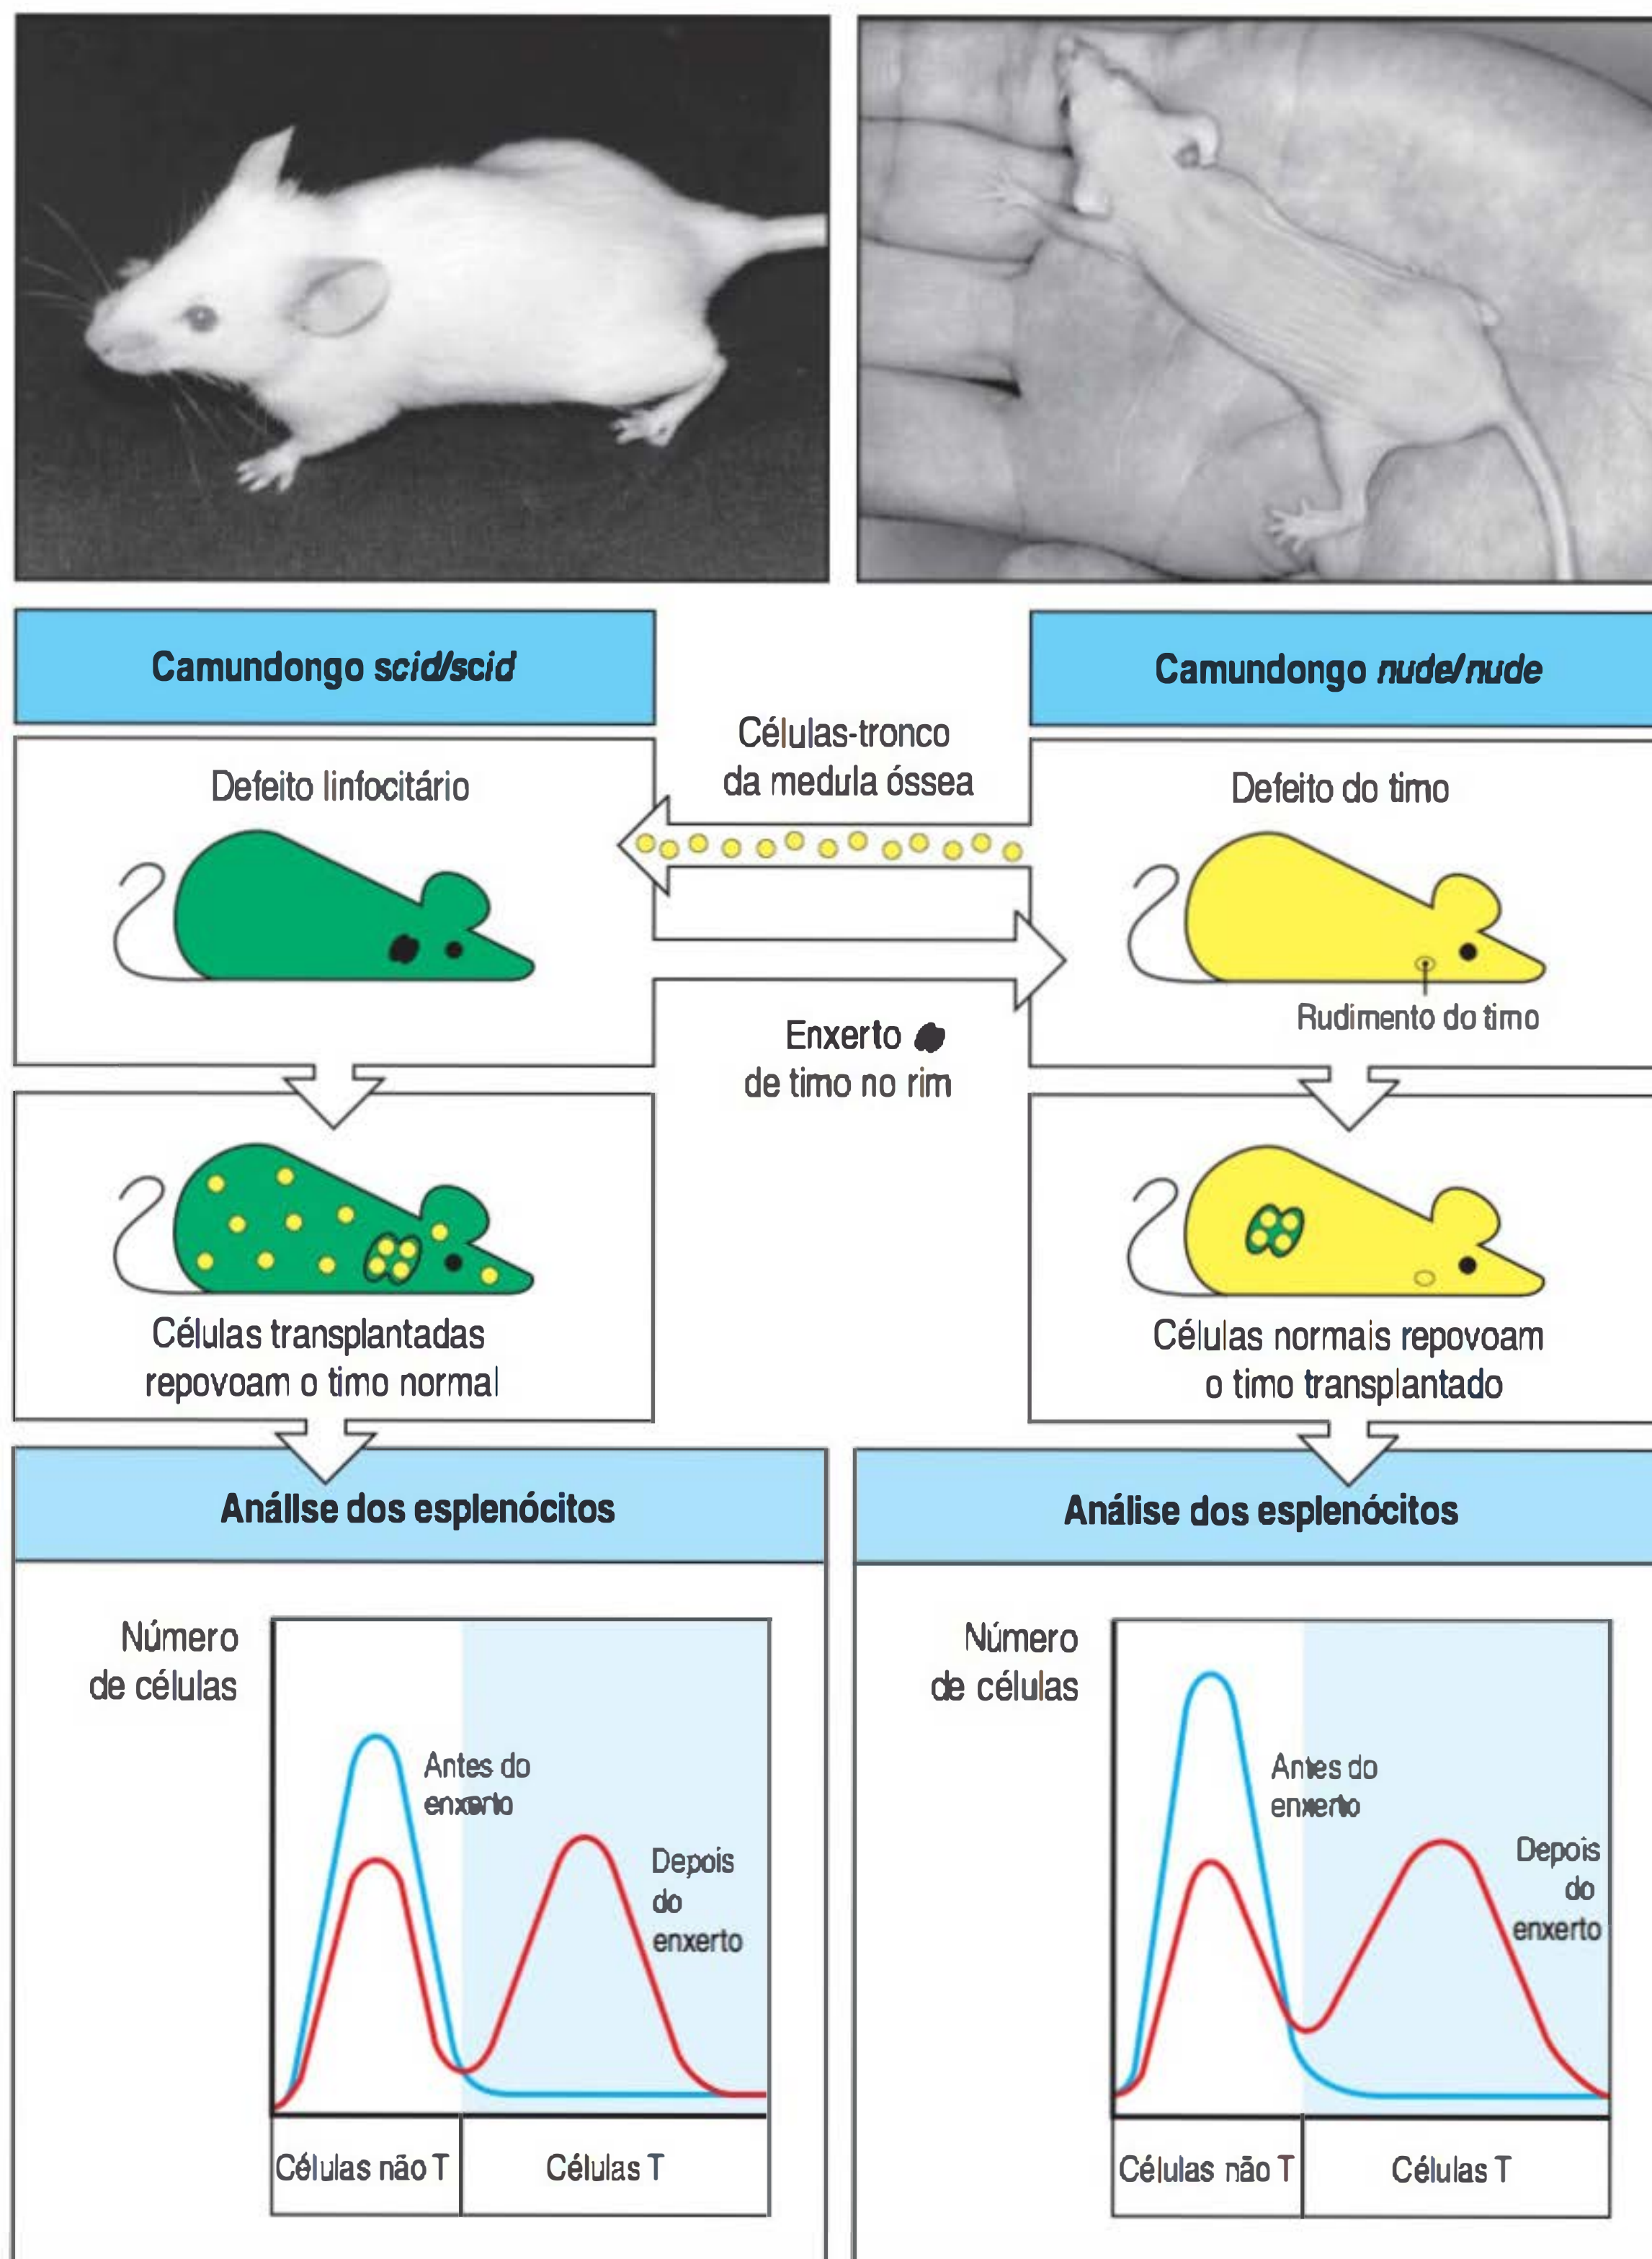 Camundongo scid/scid
Camundongo nude/nude
Células-tronco
da medula óssea
Defeito linfocitário
Defeito do timo
Rudimento do timo
Enxerto
de timo no rim
Células transplantadas
repovoam o timo normal
Células normais repovoam
o timo transplantado
Análise dos esplenócitos
Análise dos esplenócitos
Número
de células
Antes do
enxerto
Depois
do
enxerto
Células não T
Células T
Número
de células
Antes do
enxerto
Depois
do
enxerto
Células não T
Células T